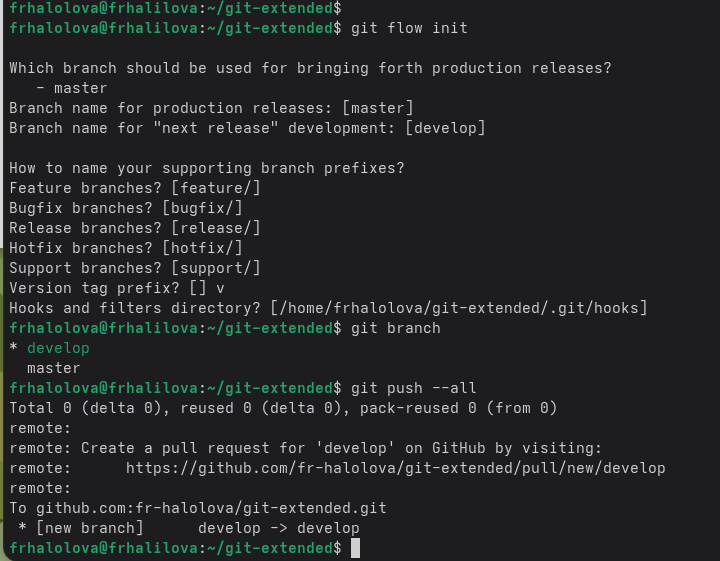 frhalolova@frhalilova:~/git-extended$
frhalolova@frhalilova:~/git-extended$ git flow init

Which branch should be used for bringing forth production releases?
   - master
Branch name for production releases: [master]
Branch name for "next release" development: [develop]

How to name your supporting branch prefixes?
Feature branches? [feature/]
Bugfix branches? [bugfix/]
Release branches? [release/]
Hotfix branches? [hotfix/]
Support branches? [support/]
Version tag prefix? [] v
Hooks and filters directory? [/home/frhalolova/git-extended/.git/hooks]
frhalolova@frhalilova:~/git-extended$ git branch
* develop
  master
frhalolova@frhalilova:~/git-extended$ git push --all
Total 0 (delta 0), reused 0 (delta 0), pack-reused 0 (from 0)
remote:
remote: Create a pull request for 'develop' on GitHub by visiting:
remote:      https://github.com/fr-halolova/git-extended/pull/new/develop
remote:
To github.com:fr-halolova/git-extended.git
 * [new branch]      develop -> develop
frhalolova@frhalilova:~/git-extended$